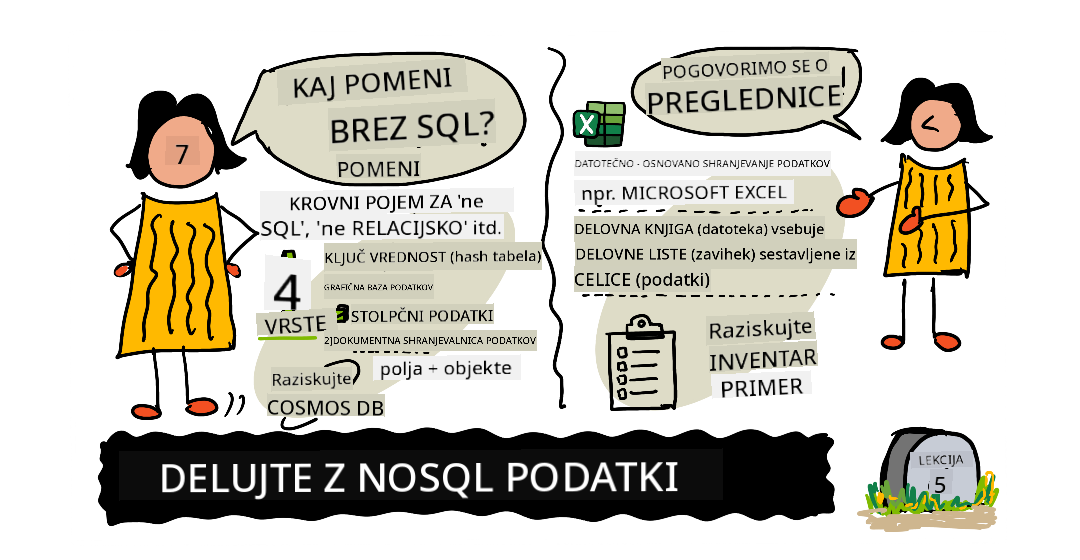 KAJ POMENI
BREZ SQL?
POMENI
7
KROVNI POJEM ZA 'ne
SQL', 'ne RELACIJSKO' itd.
4
VRSTE
KLJUČ VREDNOST (hash tabela)
GRAFIČNA BAZA PODATKOV
3 STOLPČNI PODATKI
2)DOKUMENTNA SHRANJEVALNICA PODATKOV
polja + objekte
Raziskujte
COSMOS DB
POGOVORIMO SE O
PREGLEDNICE!
X
DATOTEČNO - OSNOVANO SHRANJEVANJE PODATKOV
npr. MICROSOFT EXCEL
DELOVNA KNJIGA (datoteka) vsebuje
DELOVNE LISTE (zavihek) sestavljene iz
CELICE (podatki)
Raziskujte
INVENTAR
PRIMER
DELUJTE Z NOSQL PODATKI
LEKCIJA
5